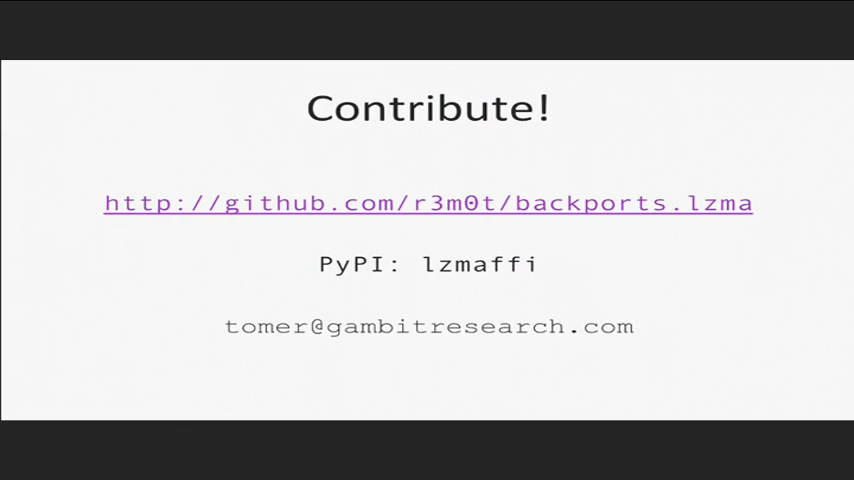 Contribute!
http://github.com/r3m0t/backports.lzma
PyPI: lzmaffi
tomer@gambitresearch.com